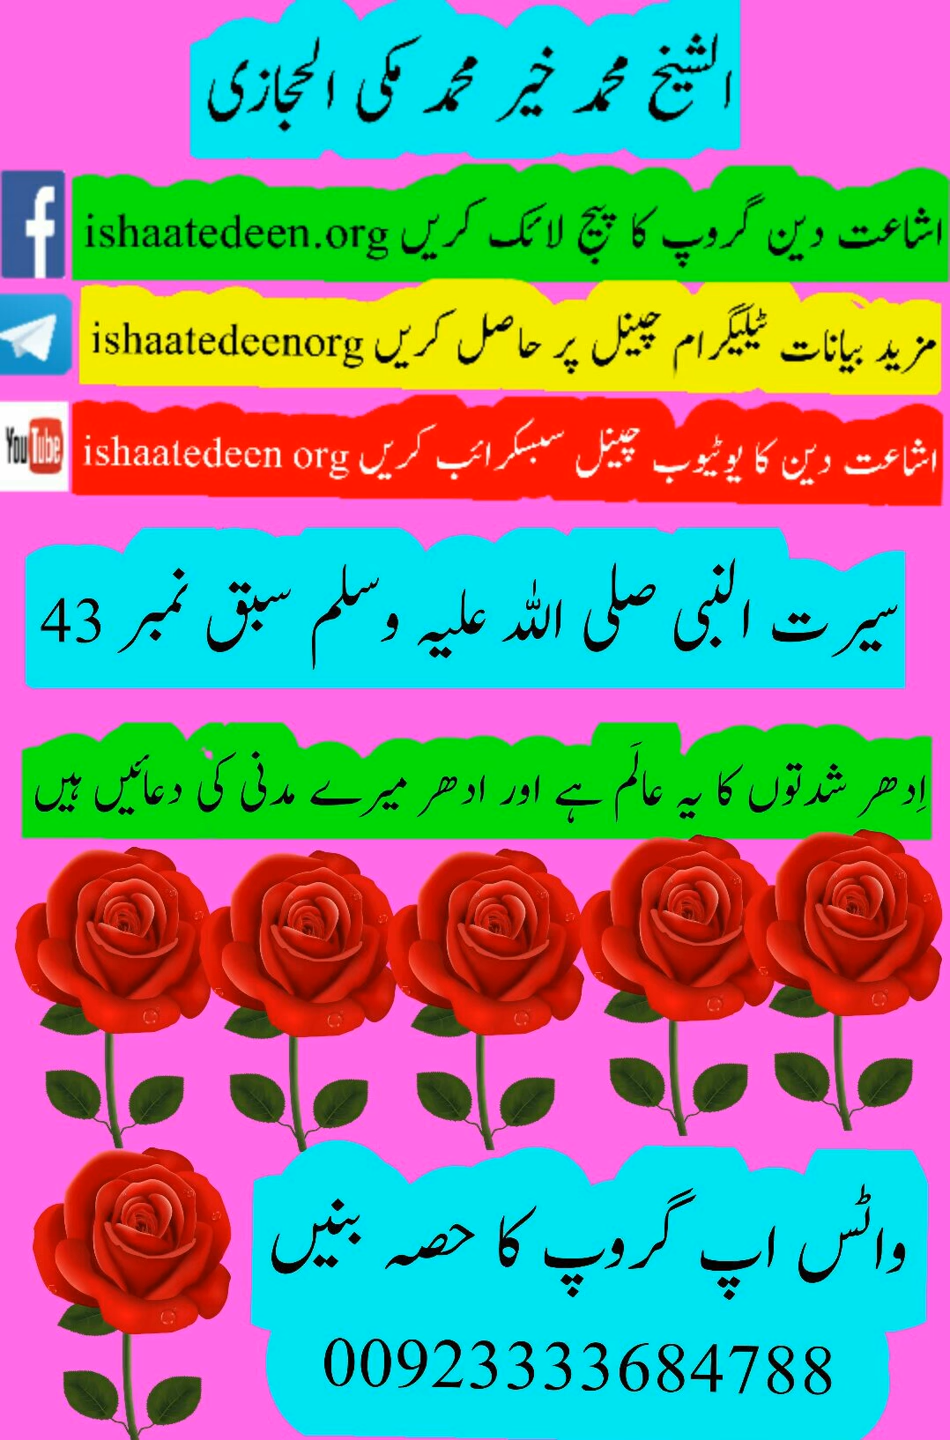 الشیخ محمد خیر محمد مکی الحجازی
اشاعت دین گروپ کا پیج لائک کریں ishaatedeen.org
مزید بیانات ٹیلیگرام چینل پر حاصل کریں ishaatedeenorg
You Tube
اشاعت دین کا یوٹیوب چینل سبسکرائب کریں ishaatedeen org
سیرت النبی صلی اللہ علیہ وسلم سبق نمبر 43
اِدھر شدتوں کا یہ عالَم ہے اور ادھر میرے مدنی کی دعائیں ہیں
واٹس اپ گروپ کا حصہ بنیں
00923333684788